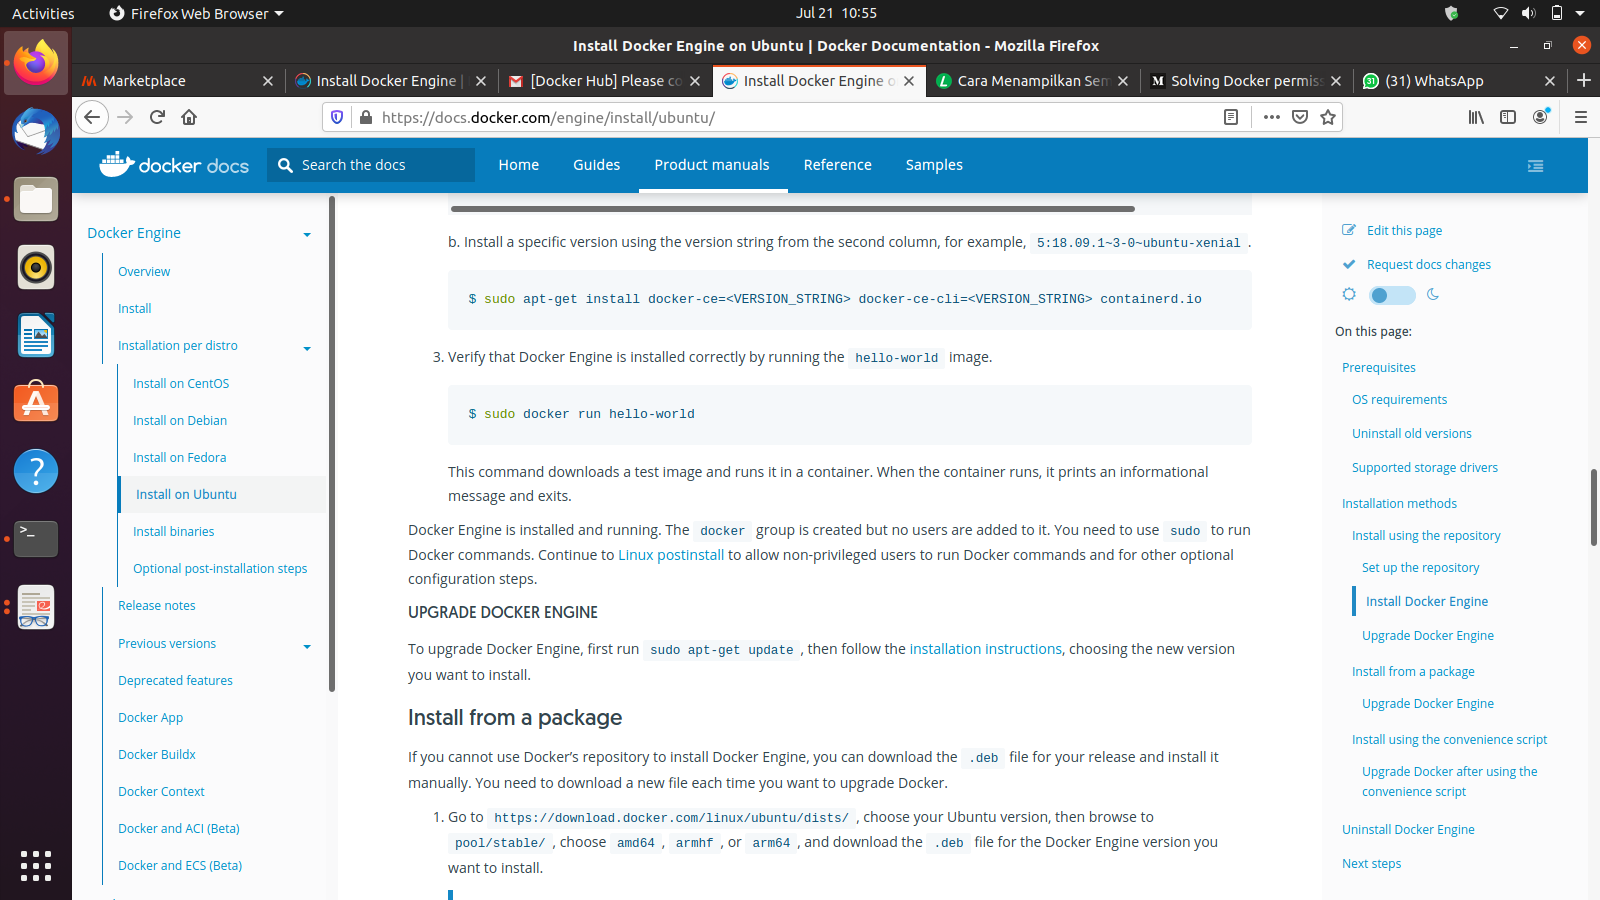 Activities
Firefox Web Browser
Jul 21 10:55
Install Docker Engine on Ubuntu | Docker Documentation - Mozilla Firefox
Marketplace
Install Docker Engine |
[Docker Hub] Please co
Install Docker Engine o
Cara Menampilkan Sem
Solving Docker permiss
(31) WhatsApp
https://docs.docker.com/engine/install/ubuntu/
docker docs
Search the docs
Home
Guides
Product manuals
Reference
Samples
Docker Engine
Overview
Install
Installation per distro
Install on CentOS
Install on Debian
Install on Fedora
Install on Ubuntu
Install binaries
Optional post-installation steps
Release notes
Previous versions
Deprecated features
Docker App
Docker Buildx
Docker Context
Docker and ACI (Beta)
Docker and ECS (Beta)
b. Install a specific version using the version string from the second column, for example, 5:18.09.1~3-0~ubuntu-xenial .
$ sudo apt-get install docker-ce=<VERSION_STRING> docker-ce-cli=<VERSION_STRING> containerd.io
3. Verify that Docker Engine is installed correctly by running the hello-world image.
$ sudo docker run hello-world
This command downloads a test image and runs it in a container. When the container runs, it prints an informational
message and exits.
Docker Engine is installed and running. The docker group is created but no users are added to it. You need to use sudo to run
Docker commands. Continue to Linux postinstall to allow non-privileged users to run Docker commands and for other optional
configuration steps.
UPGRADE DOCKER ENGINE
To upgrade Docker Engine, first run sudo apt-get update , then follow the installation instructions, choosing the new version
you want to install.
Install from a package
If you cannot use Docker’s repository to install Docker Engine, you can download the .deb file for your release and install it
manually. You need to download a new file each time you want to upgrade Docker.
1. Go to https://download.docker.com/linux/ubuntu/dists/ , choose your Ubuntu version, then browse to
pool/stable/ , choose amd64 , armhf , or arm64 , and download the .deb file for the Docker Engine version you
want to install.
Edit this page
Request docs changes
On this page:
Prerequisites
OS requirements
Uninstall old versions
Supported storage drivers
Installation methods
Install using the repository
Set up the repository
Install Docker Engine
Upgrade Docker Engine
Install from a package
Upgrade Docker Engine
Install using the convenience script
Upgrade Docker after using the
convenience script
Uninstall Docker Engine
Next steps